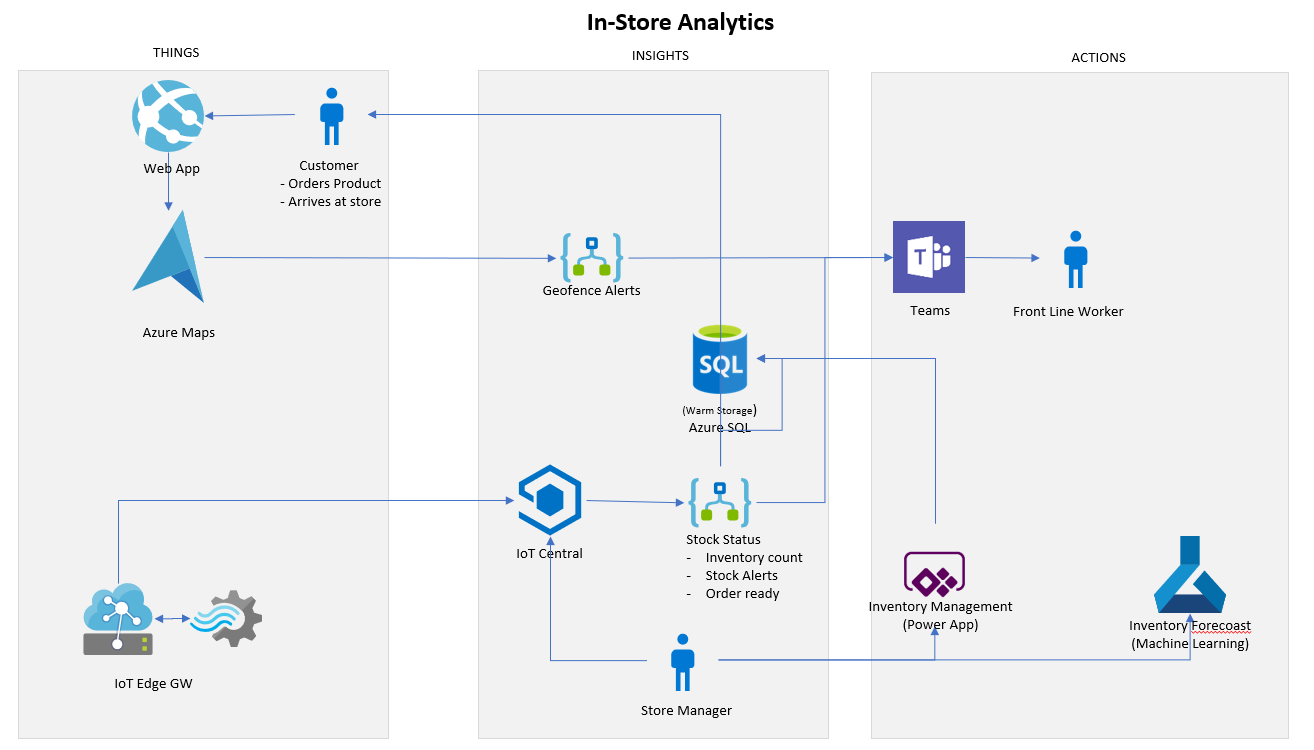 In-Store Analytics
THINGS
INSIGHTS
ACTIONS
Web App
Customer
- Orders Product
- Arrives at store
Azure Maps
Geofence Alerts
T
Teams
Front Line Worker
SQL
(Warm Storage)
Azure SQL
IoT Central
Stock Status
- Inventory count
- Stock Alerts
- Order ready
Inventory Management
(Power App)
Inventory Forecoast
(Machine Learning)
IoT Edge GW
Store Manager